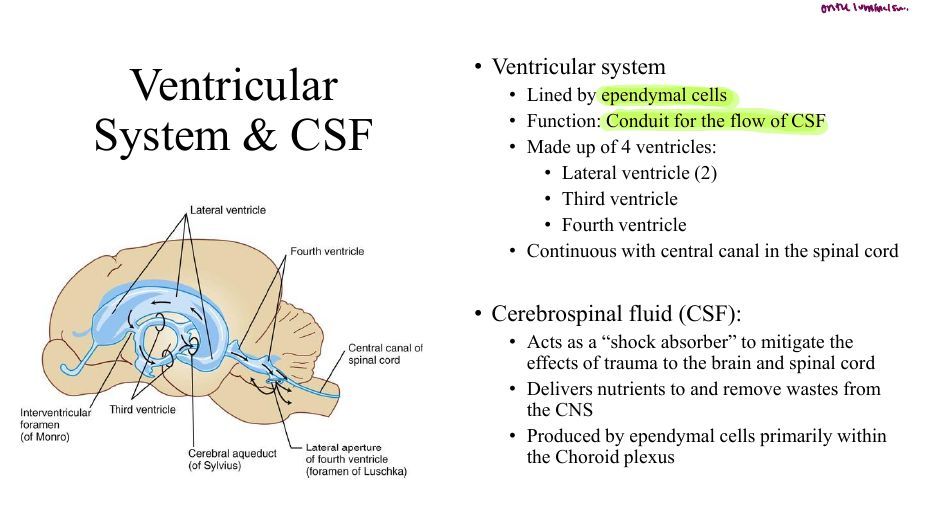 Ventricular
System & CSF
• Ventricular system
• Lined by ependymal cells
• Function: Conduit for the flow of CSF
• Made up of 4 ventricles:
• Lateral ventricle (2)
• Third ventricle
• Fourth ventricle
• Continuous with central canal in the spinal cord
• Cerebrospinal fluid (CSF):
• Acts as a “shock absorber” to mitigate the
effects of trauma to the brain and spinal cord
• Delivers nutrients to and remove wastes from
the CNS
• Produced by ependymal cells primarily within
the Choroid plexus
Lateral ventricle
Fourth ventricle
Central canal of
spinal cord
Interventricular
foramen
(of Monro)
Third ventricle
Cerebral aqueduct
(of Sylvius)
Lateral aperture
of fourth ventricle
(foramen of Luschka)